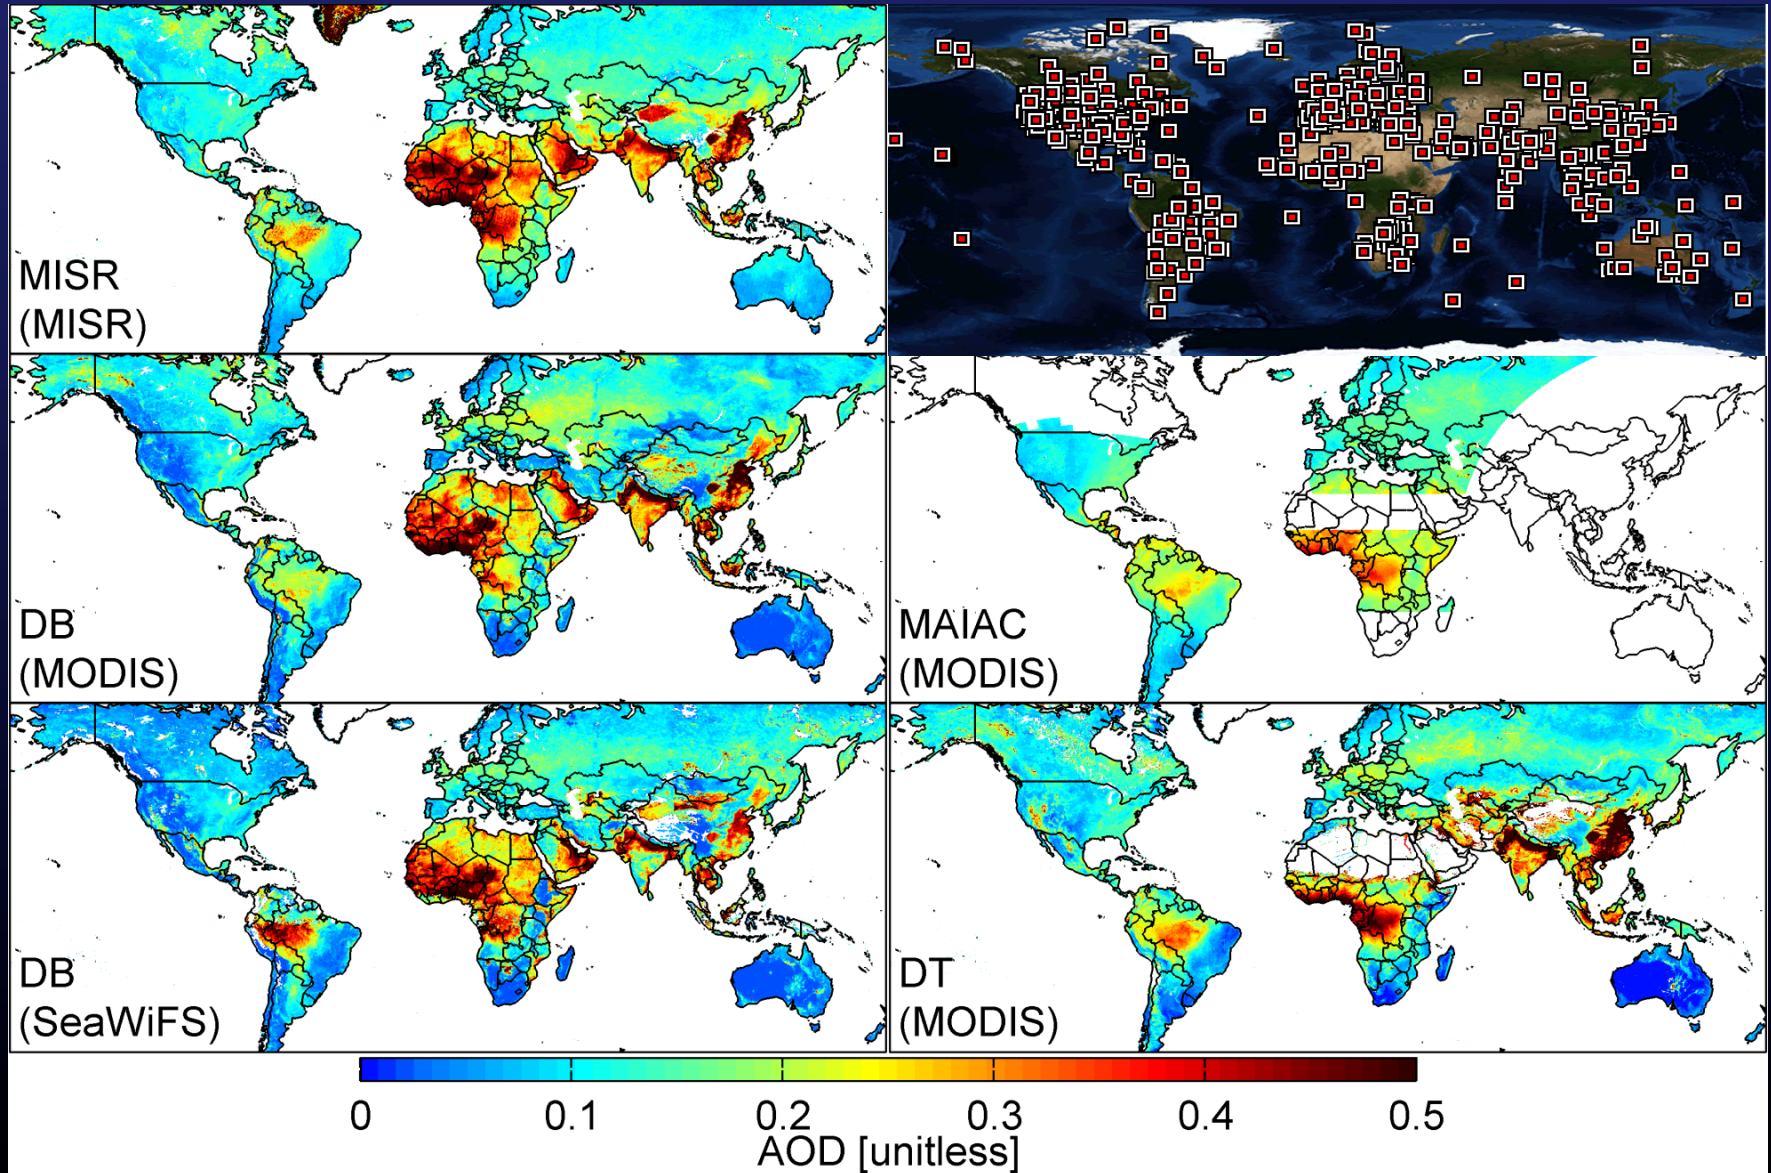 MISR
(MISR)
DB
(MODIS)
MAIAC
(MODIS)
DB
(SeaWiFS)
DT
(MODIS)
0 0.1 0.2 0.3 0.4 0.5
AOD [unitless]